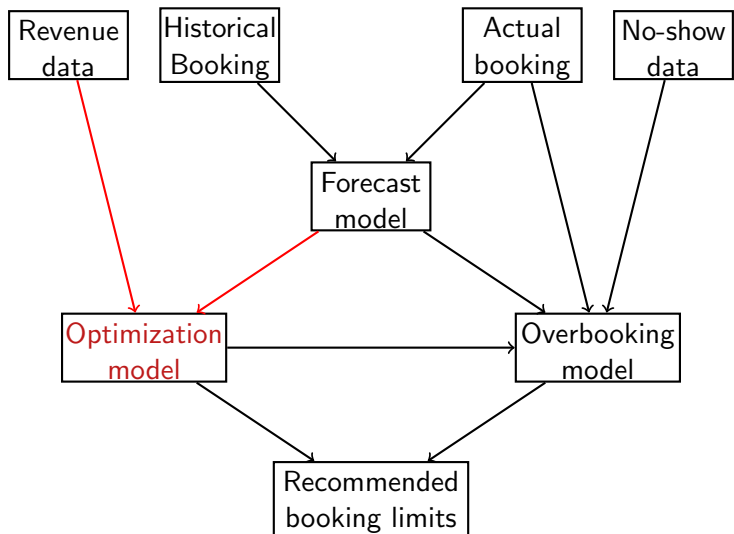 Revenue
data
Historical
Booking
Actual
booking
No-show
data
Forecast
model
Optimization
model
Overbooking
model
Recommended
booking limits